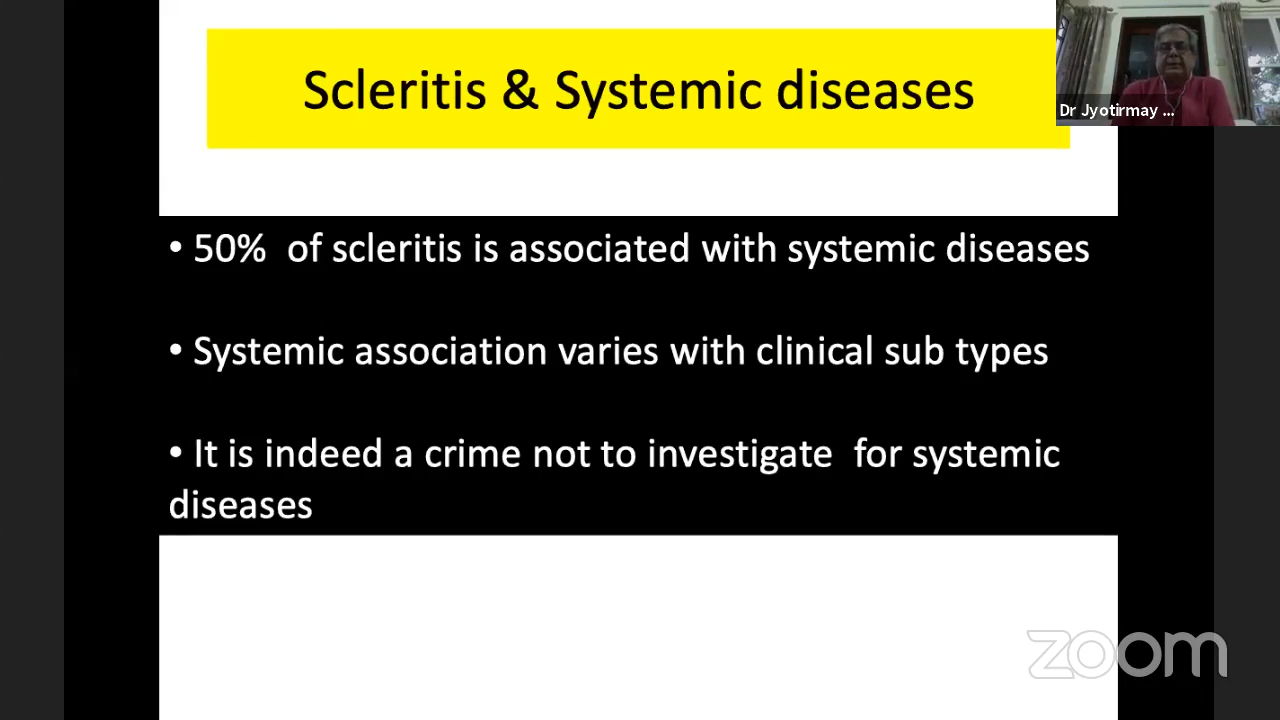 Scleritis & Systemic diseases
Dr Jyotirmay ...
• 50%  of scleritis is associated with systemic diseases
• Systemic association varies with clinical sub types
• It is indeed a crime not to investigate  for systemic
diseases
zoom